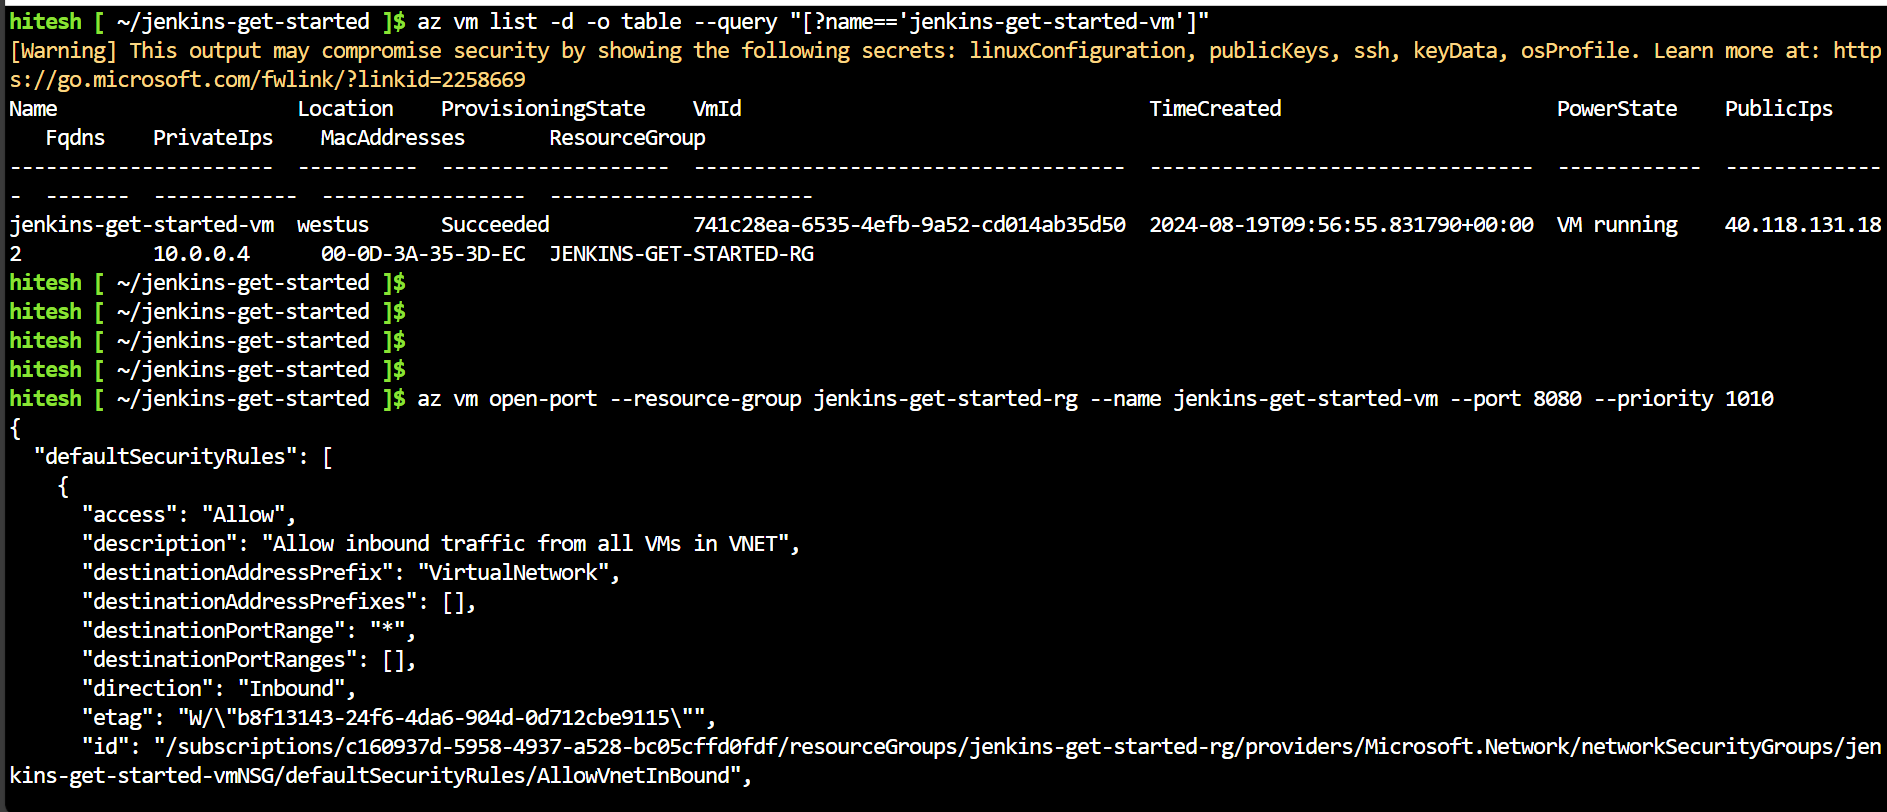 hitesh [ ~/jenkins-get-started ]$ az vm list -d -o table --query "[?name=='jenkins-get-started-vm']"
[Warning] This output may compromise security by showing the following secrets: linuxConfiguration, publicKeys, ssh, keyData, osProfile. Learn more at: http
s://go.microsoft.com/fwlink/?linkid=2258669
Name                    Location    ProvisioningState    VmId                                  TimeCreated                       PowerState    PublicIps
   Fqdns    PrivateIps    MacAddresses       ResourceGroup
----------------------  ----------  -------------------  ------------------------------------  --------------------------------  ------------  -------------
-  -------  ------------  -----------------  ----------------------
jenkins-get-started-vm  westus      Succeeded            741c28ea-6535-4efb-9a52-cd014ab35d50  2024-08-19T09:56:55.831790+00:00  VM running    40.118.131.18
2           10.0.0.4      00-0D-3A-35-3D-EC  JENKINS-GET-STARTED-RG
hitesh [ ~/jenkins-get-started ]$
hitesh [ ~/jenkins-get-started ]$
hitesh [ ~/jenkins-get-started ]$
hitesh [ ~/jenkins-get-started ]$
hitesh [ ~/jenkins-get-started ]$ az vm open-port --resource-group jenkins-get-started-rg --name jenkins-get-started-vm --port 8080 --priority 1010
{
  "defaultSecurityRules": [
    {
      "access": "Allow",
      "description": "Allow inbound traffic from all VMs in VNET",
      "destinationAddressPrefix": "VirtualNetwork",
      "destinationAddressPrefixes": [],
      "destinationPortRange": "*",
      "destinationPortRanges": [],
      "direction": "Inbound",
      "etag": "W/\"b8f13143-24f6-4da6-904d-0d712cbe9115\"",
      "id": "/subscriptions/c160937d-5958-4937-a528-bc05cffd0fdf/resourceGroups/jenkins-get-started-rg/providers/Microsoft.Network/networkSecurityGroups/jen
kins-get-started-vmNSG/defaultSecurityRules/AllowVnetInBound",